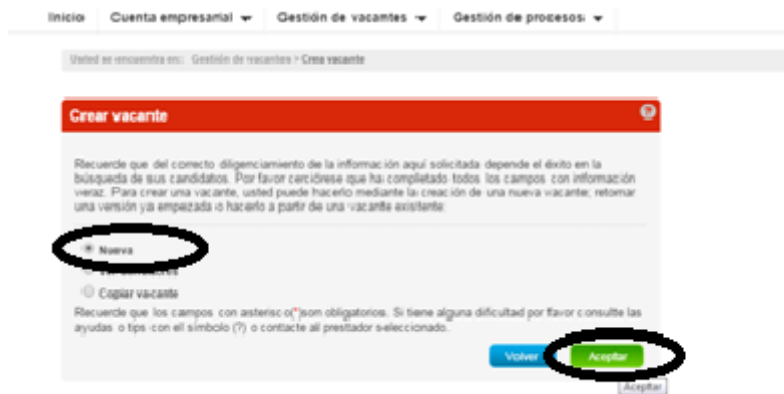 Inicio Cuenta empresarial Gestión de vacantes Gestión de procesos
Usted se encuentra en: Gestión de vacantes > Crea vacante
Crear vacante
Recuerde que del correcto diligenciamiento de la información aquí solicitada depende el éxito en la
búsqueda de sus candidatos. Por favor cerciórese que ha completado todos los campos con información
veraz. Para crear una vacante, usted puede hacerlo mediante la creación de una nueva vacante; retomar
una versión ya empezada o hacerlo a partir de una vacante existente:
Nueva
Copiar vacante
Recuerde que los campos con asterisco(*)son obligatorios. Si tiene alguna dificultad por favor consulte las
ayudas o tips con el símbolo (?) o contacte al prestador seleccionado.
Volver Aceptar
Aceptar